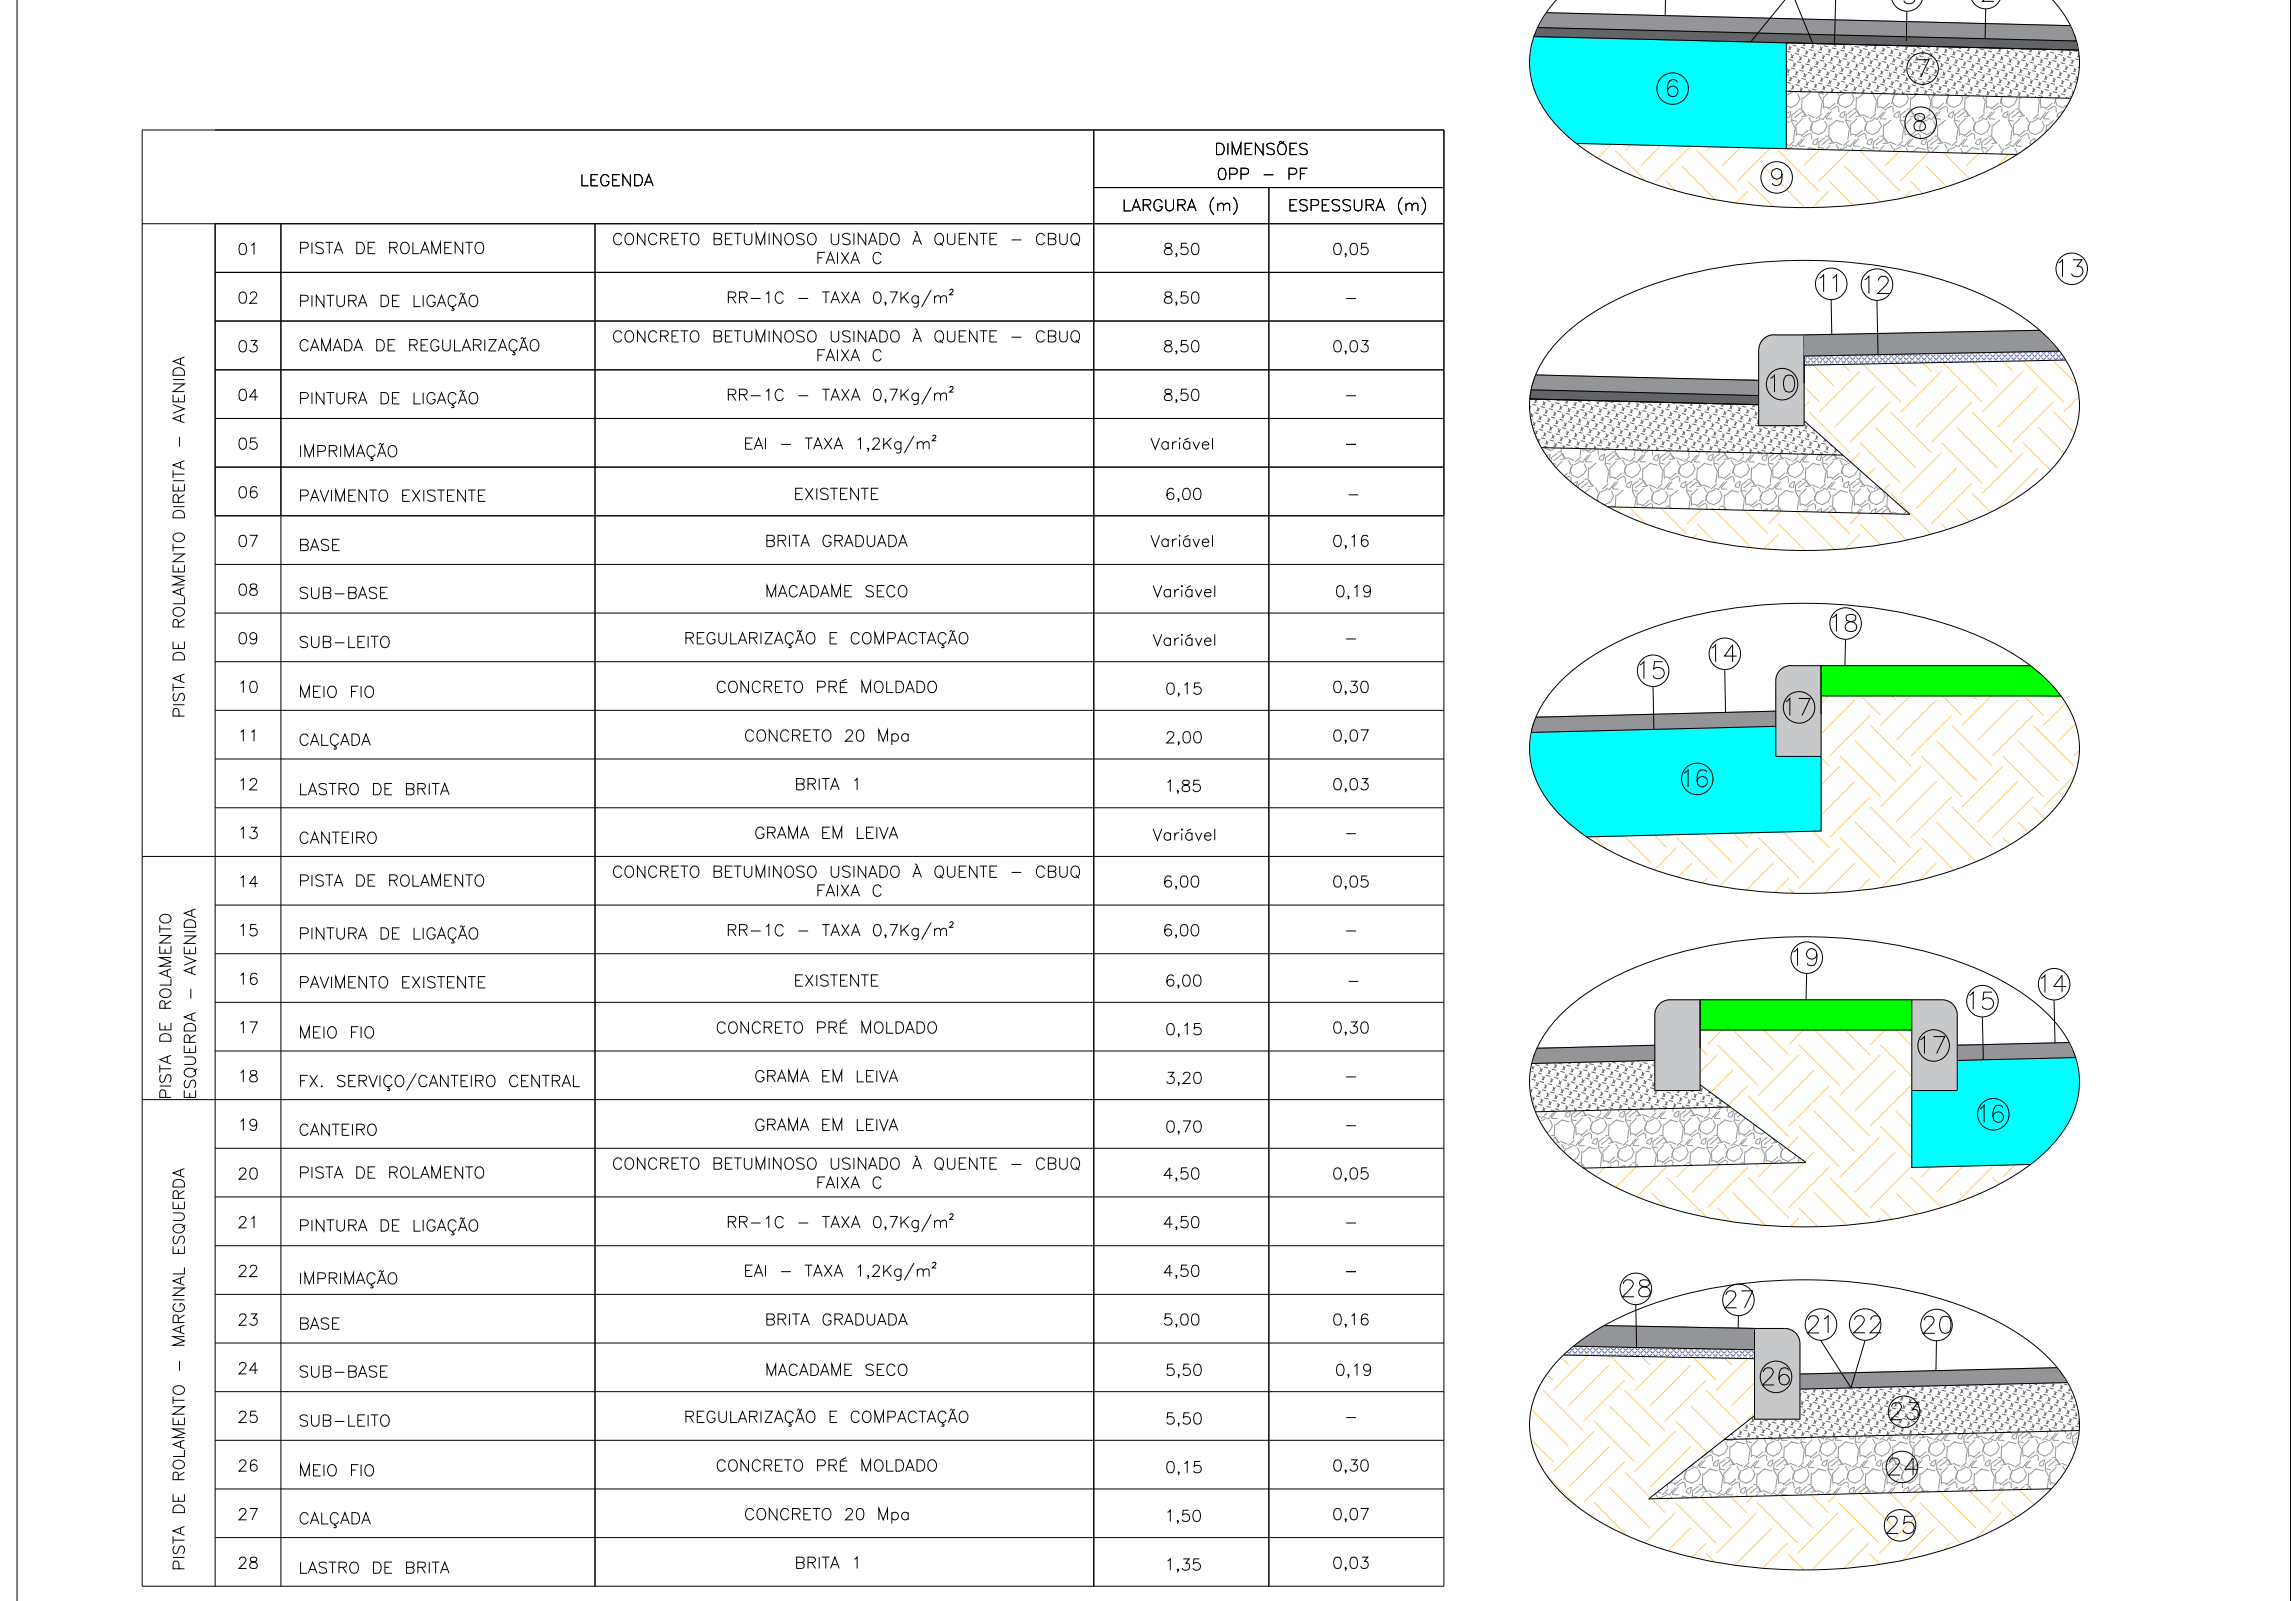 LEGENDA
DIMENSÕES
OPP – PF
LARGURA (m) ESPESSURA (m)
PISTA DE ROLAMENTO DIREITA – AVENIDA
01 PISTA DE ROLAMENTO CONCRETO BETUMINOSO USINADO À QUENTE – CBUQ
FAIXA C 8,50 0,05
02 PINTURA DE LIGAÇÃO RR–1C – TAXA 0,7Kg/m² 8,50 –
03 CAMADA DE REGULARIZAÇÃO CONCRETO BETUMINOSO USINADO À QUENTE – CBUQ
FAIXA C 8,50 0,03
04 PINTURA DE LIGAÇÃO RR–1C – TAXA 0,7Kg/m² 8,50 –
05 IMPRIMAÇÃO EAI – TAXA 1,2Kg/m² Variável –
06 PAVIMENTO EXISTENTE EXISTENTE 6,00 –
07 BASE BRITA GRADUADA Variável 0,16
08 SUB–BASE MACADAME SECO Variável 0,19
09 SUB–LEITO REGULARIZAÇÃO E COMPACTAÇÃO Variável –
10 MEIO FIO CONCRETO PRÉ MOLDADO 0,15 0,30
11 CALÇADA CONCRETO 20 Mpa 2,00 0,07
12 LASTRO DE BRITA BRITA 1 1,85 0,03
13 CANTEIRO GRAMA EM LEIVA Variável –
PISTA DE ROLAMENTO
ESQUERDA – AVENIDA
14 PISTA DE ROLAMENTO CONCRETO BETUMINOSO USINADO À QUENTE – CBUQ
FAIXA C 6,00 0,05
15 PINTURA DE LIGAÇÃO RR–1C – TAXA 0,7Kg/m² 6,00 –
16 PAVIMENTO EXISTENTE EXISTENTE 6,00 –
17 MEIO FIO CONCRETO PRÉ MOLDADO 0,15 0,30
18 FX. SERVIÇO/CANTEIRO CENTRAL GRAMA EM LEIVA 3,20 –
PISTA DE ROLAMENTO – MARGINAL ESQUERDA
19 CANTEIRO GRAMA EM LEIVA 0,70 –
20 PISTA DE ROLAMENTO CONCRETO BETUMINOSO USINADO À QUENTE – CBUQ
FAIXA C 4,50 0,05
21 PINTURA DE LIGAÇÃO RR–1C – TAXA 0,7Kg/m² 4,50 –
22 IMPRIMAÇÃO EAI – TAXA 1,2Kg/m² 4,50 –
23 BASE BRITA GRADUADA 5,00 0,16
24 SUB–BASE MACADAME SECO 5,50 0,19
25 SUB–LEITO REGULARIZAÇÃO E COMPACTAÇÃO 5,50 –
26 MEIO FIO CONCRETO PRÉ MOLDADO 0,15 0,30
27 CALÇADA CONCRETO 20 Mpa 1,50 0,07
28 LASTRO DE BRITA BRITA 1 1,35 0,03
6
7
8
9
13
11 12
10
18
14
15
17
16
19
14
15
17
16
28
27
21 22 20
26
23
24
25